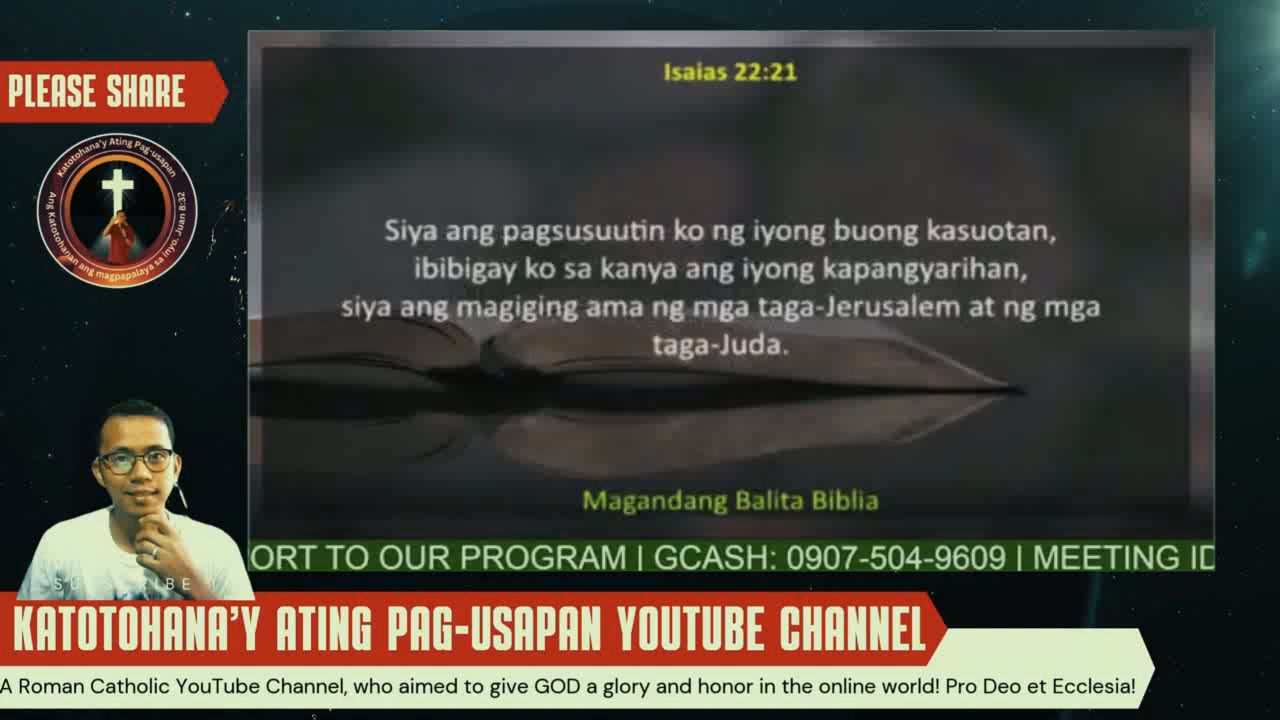 PLEASE SHARE
Katotohana'y Ating Pag-usapan
Ang Katotohanan ang magpapalaya sa inyo. Juan 8:32
Isaias 22:21
Siya ang pagsusuutin ko ng iyong buong kasuotan,
ibibigay ko sa kanya ang iyong kapangyarihan,
siya ang magiging ama ng mga taga-Jerusalem at ng mga
taga-Juda.
Magandang Balita Biblia
ORT TO OUR PROGRAM | GCASH: 0907-504-9609 | MEETING ID
KATOTOHANA'Y ATING PAG-USAPAN YOUTUBE CHANNEL
A Roman Catholic YouTube Channel, who aimed to give GOD a glory and honor in the online world! Pro Deo et Ecclesia!